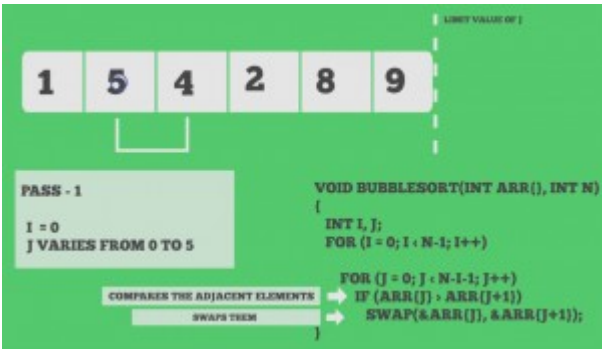 LIMIT VALUE OF J
1 5 4 2 8 9
PASS - 1
I = 0
J VARIES FROM 0 TO 5
VOID BUBBLESORT(INT ARR(), INT N)
{
INT I, J;
FOR (I = 0; I < N-1; I++)
FOR (J = 0; J < N-I-1; J++)
COMPARES THE ADJACENT ELEMENTS
IF (ARR(J) > ARR(J+1))
SWAPS THEM
SWAP(&ARR(J), &ARR(J+1));
}